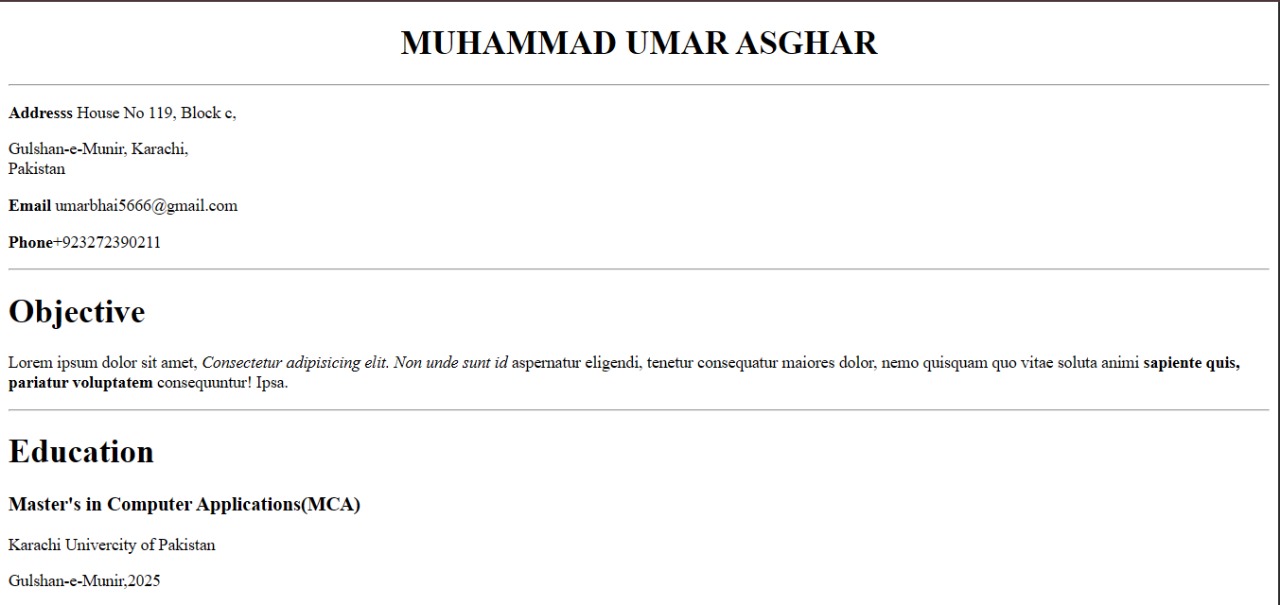 MUHAMMAD UMAR ASGHAR
Addresss House No 119, Block c,
Gulshan-e-Munir, Karachi,
Pakistan
Email umarbhai5666@gmail.com
Phone+923272390211
Objective
Lorem ipsum dolor sit amet, Consectetur adipisicing elit. Non unde sunt id aspernatur eligendi, tenetur consequatur maiores dolor, nemo quisquam quo vitae soluta animi sapiente quis,
pariatur voluptatem consequuntur! Ipsa.
Education
Master's in Computer Applications(MCA)
Karachi Univercity of Pakistan
Gulshan-e-Munir,2025